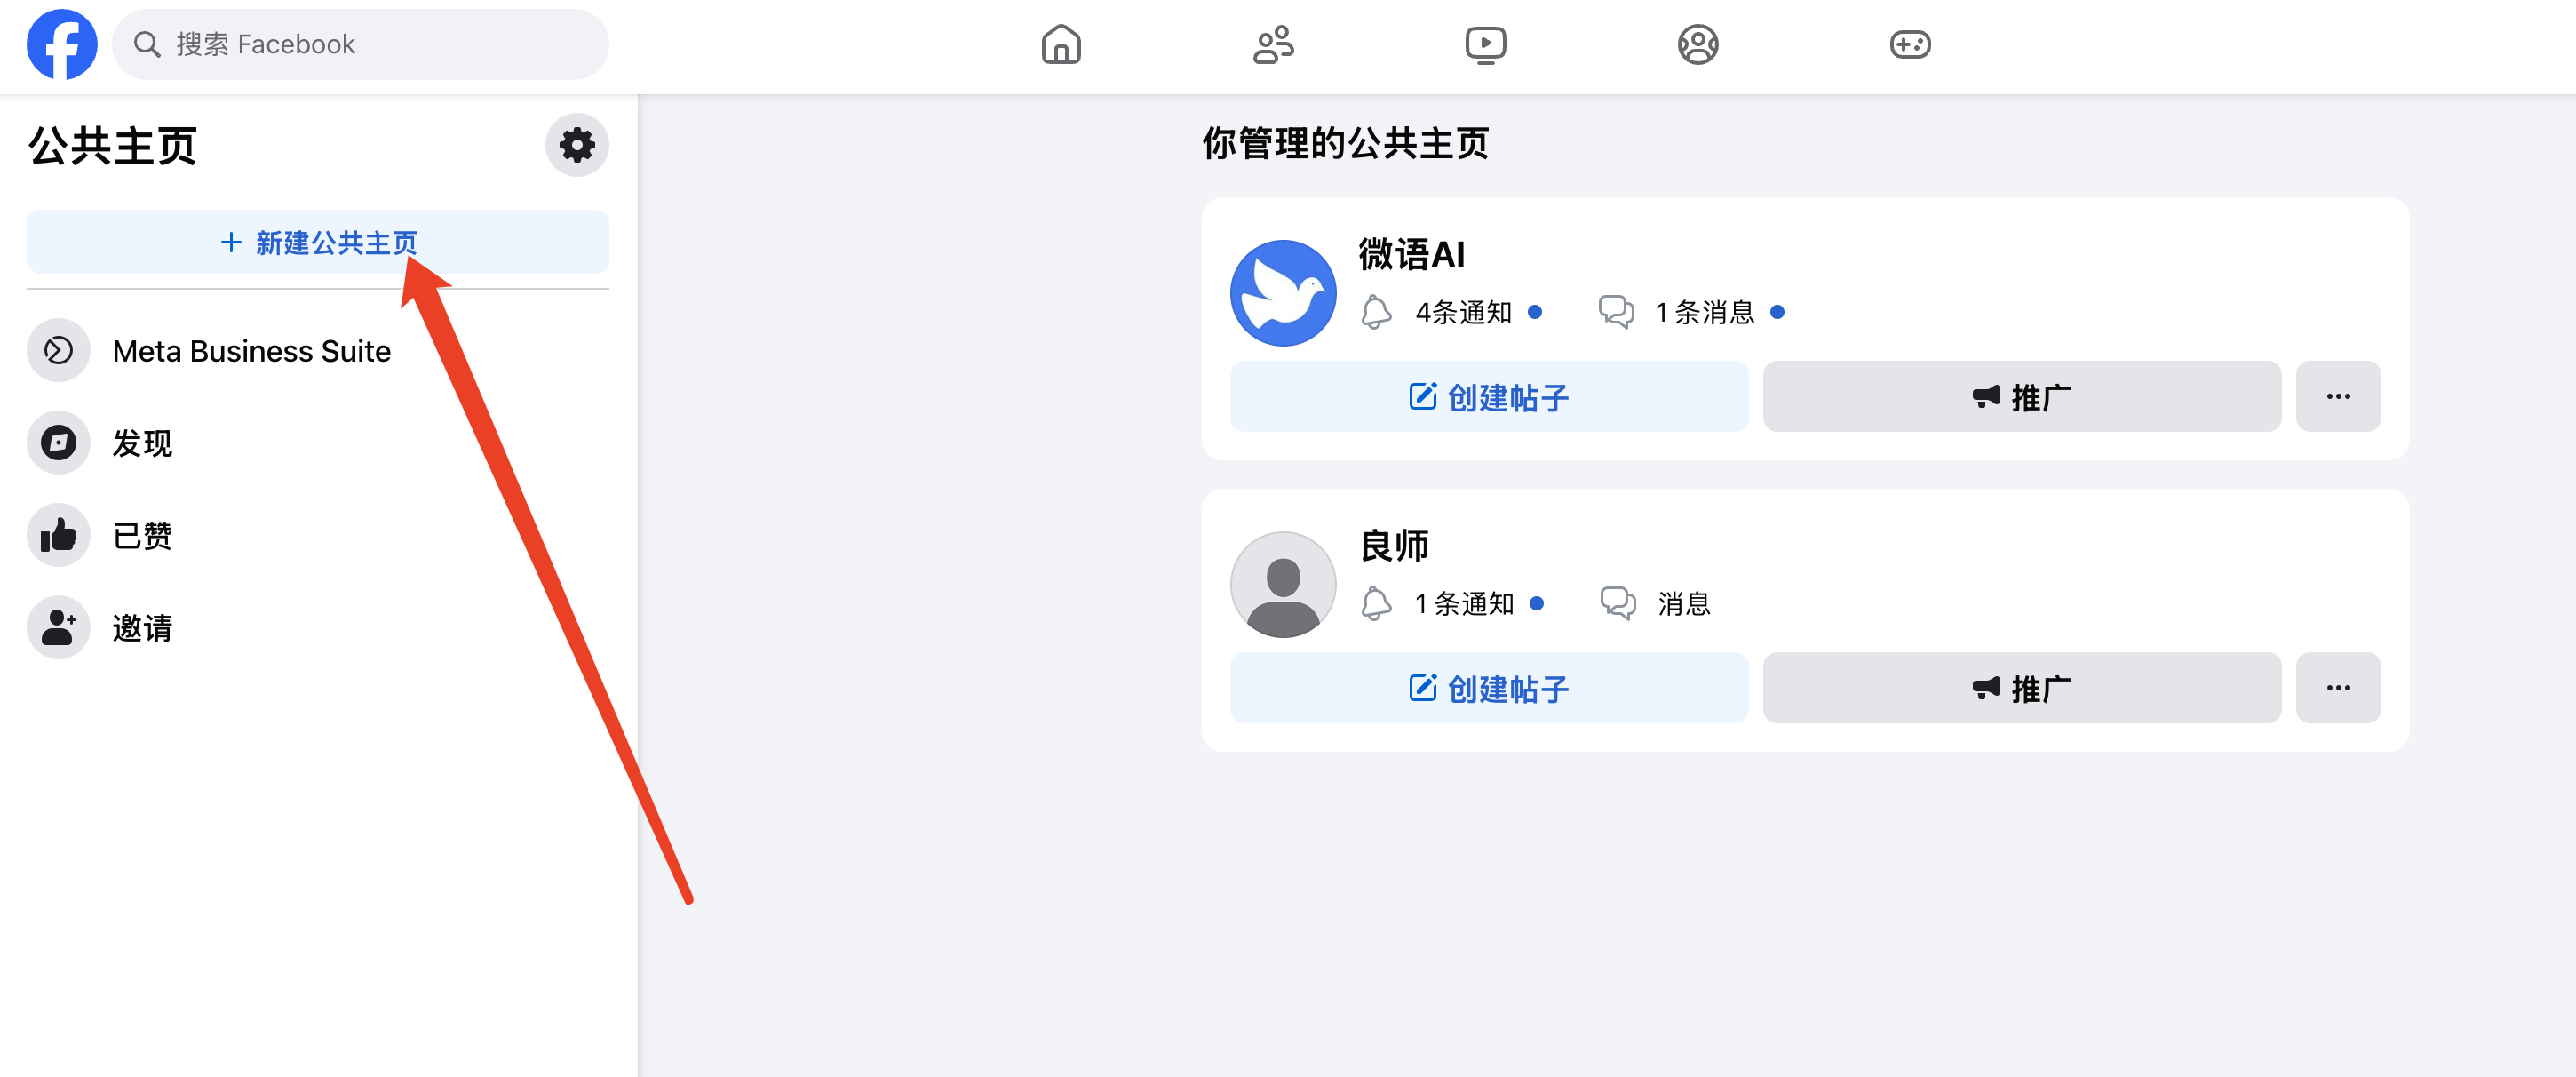 搜索 Facebook
公共主页
+ 新建公共主页
Meta Business Suite
发现
已赞
邀请
你管理的公共主页
微语AI
4条通知
1 条消息
创建帖子
推广
良师
1 条通知
消息
创建帖子
推广